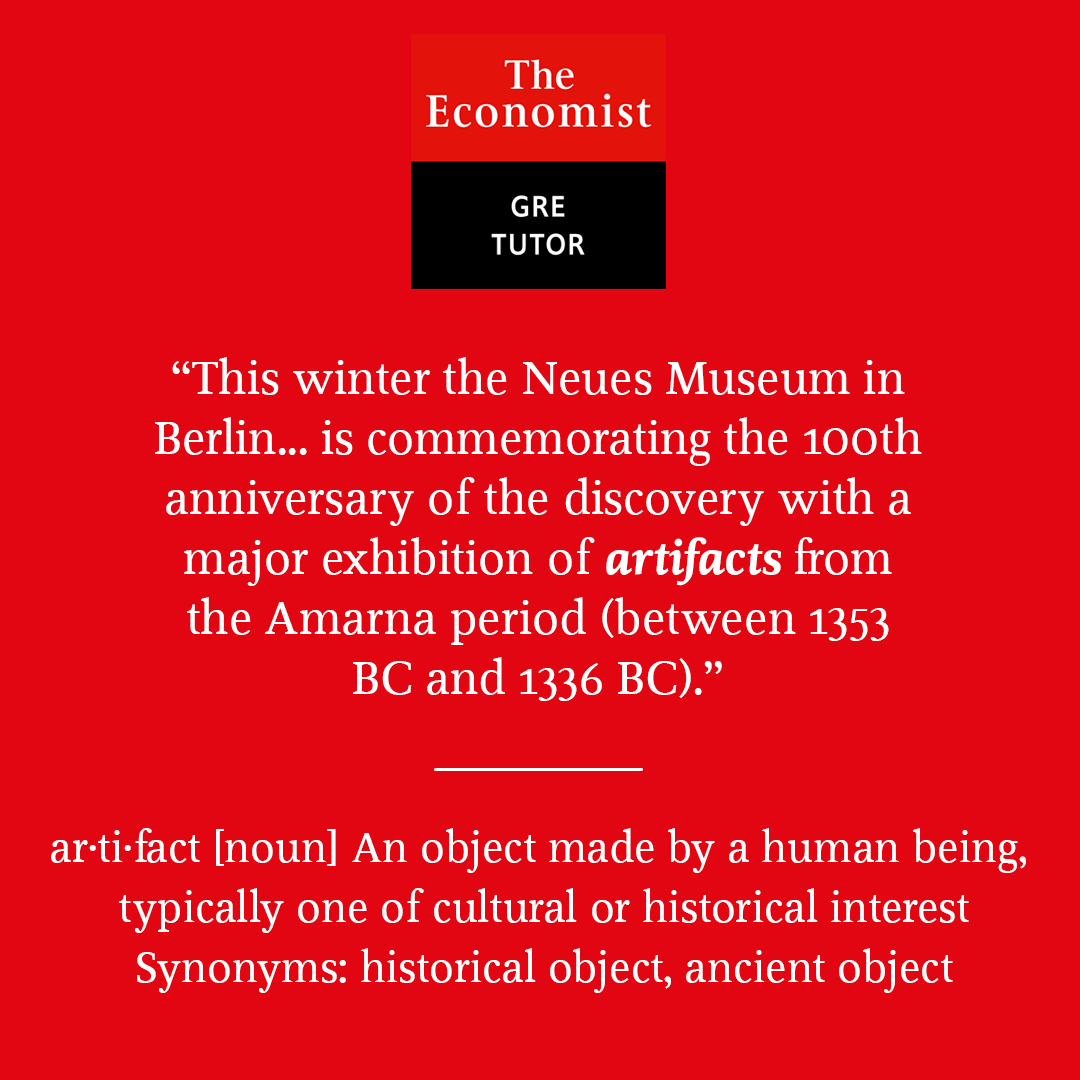 The
Economist
GRE
TUTOR
“This winter the Neues Museum in
Berlin... is commemorating the 100th
anniversary of the discovery with a
major exhibition of artifacts from
the Amarna period (between 1353
BC and 1336 BC).”
ar·ti·fact [noun] An object made by a human being,
typically one of cultural or historical interest
Synonyms: historical object, ancient object